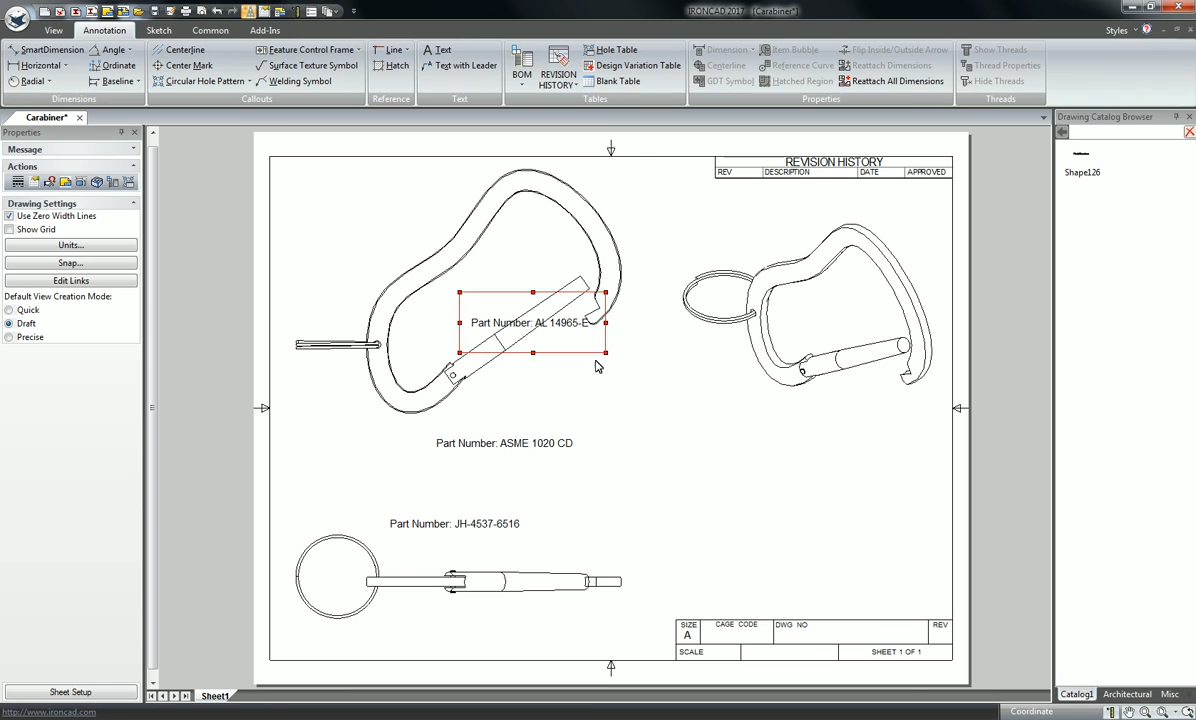 IRONCAD 2017 - [Carabiner*]
View
Annotation
Sketch
Common
Add-Ins
Styles
SmartDimension
Angle
Horizontal
Ordinate
Radial
Baseline
Dimensions
Centerline
Feature Control Frame
Center Mark
Surface Texture Symbol
Circular Hole Pattern
Welding Symbol
Callouts
Line
Hatch
Reference
Text
Text with Leader
Text
BOM
REVISION HISTORY
Hole Table
Design Variation Table
Blank Table
Tables
Dimension
Item Bubble
Flip Inside/Outside Arrow
Centerline
Reference Curve
Reattach Dimensions
GDT Symbol
Hatched Region
Reattach All Dimensions
Properties
Show Threads
Thread Properties
Hide Threads
Threads
Carabiner*
Properties
Message
Actions
Drawing Settings
Use Zero Width Lines
Show Grid
Units...
Snap...
Edit Links
Default View Creation Mode:
Quick
Draft
Precise
Sheet Setup
REVISION HISTORY
REV DESCRIPTION DATE APPROVED
Part Number: AL 14965-E
Part Number: ASME 1020 CD
Part Number: JH-4537-6516
SIZE CAGE CODE DWG NO REV
A
SCALE SHEET 1 OF 1
Sheet1
Drawing Catalog Browser
Shape126
Catalog1
Architectural
Misc
http://www.ironcad.com
Coordinate